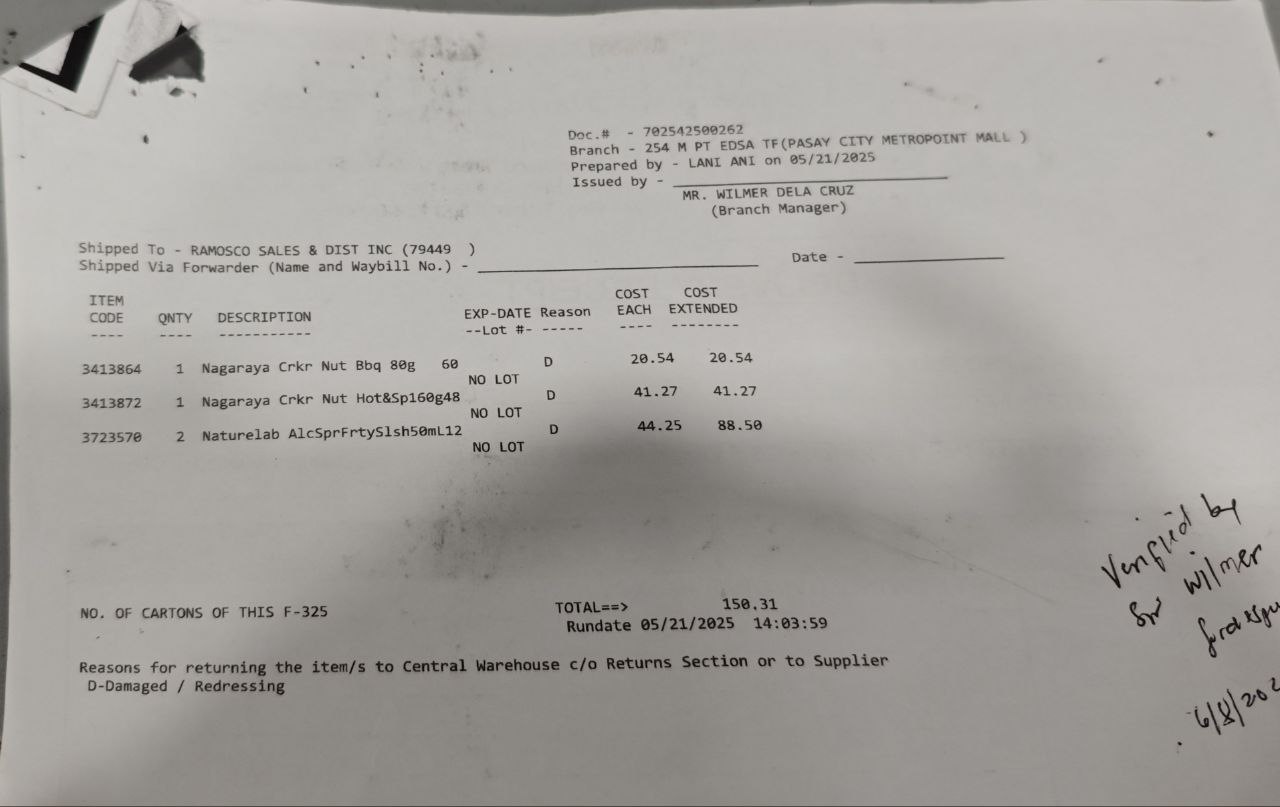 Doc.# - 702542500262
Branch - 254 M PT EDSA TF(PASAY CITY METROPOINT MALL )
Prepared by - LANI ANI on 05/21/2025
Issued by -
MR. WILMER DELA CRUZ
(Branch Manager)
Shipped To - RAMOSCO SALES & DIST INC (79449 )
Shipped Via Forwarder (Name and Waybill No.) - Date -
ITEM COST COST
CODE QNTY DESCRIPTION EXP-DATE Reason EACH EXTENDED
---- ---- ----------- --Lot #- ----- ---- --------
3413864 1 Nagaraya Crkr Nut Bbq 80g 60 D 20.54 20.54
NO LOT
3413872 1 Nagaraya Crkr Nut Hot&Sp160g48 D 41.27 41.27
NO LOT
3723570 2 Naturelab AlcSprFrtySlsh50mL12 D 44.25 88.50
NO LOT
Verified by
Sir Wilmer
6/8/202
NO. OF CARTONS OF THIS F-325 TOTAL==> 150.31
Rundate 05/21/2025 14:03:59
Reasons for returning the item/s to Central Warehouse c/o Returns Section or to Supplier
D-Damaged / Redressing